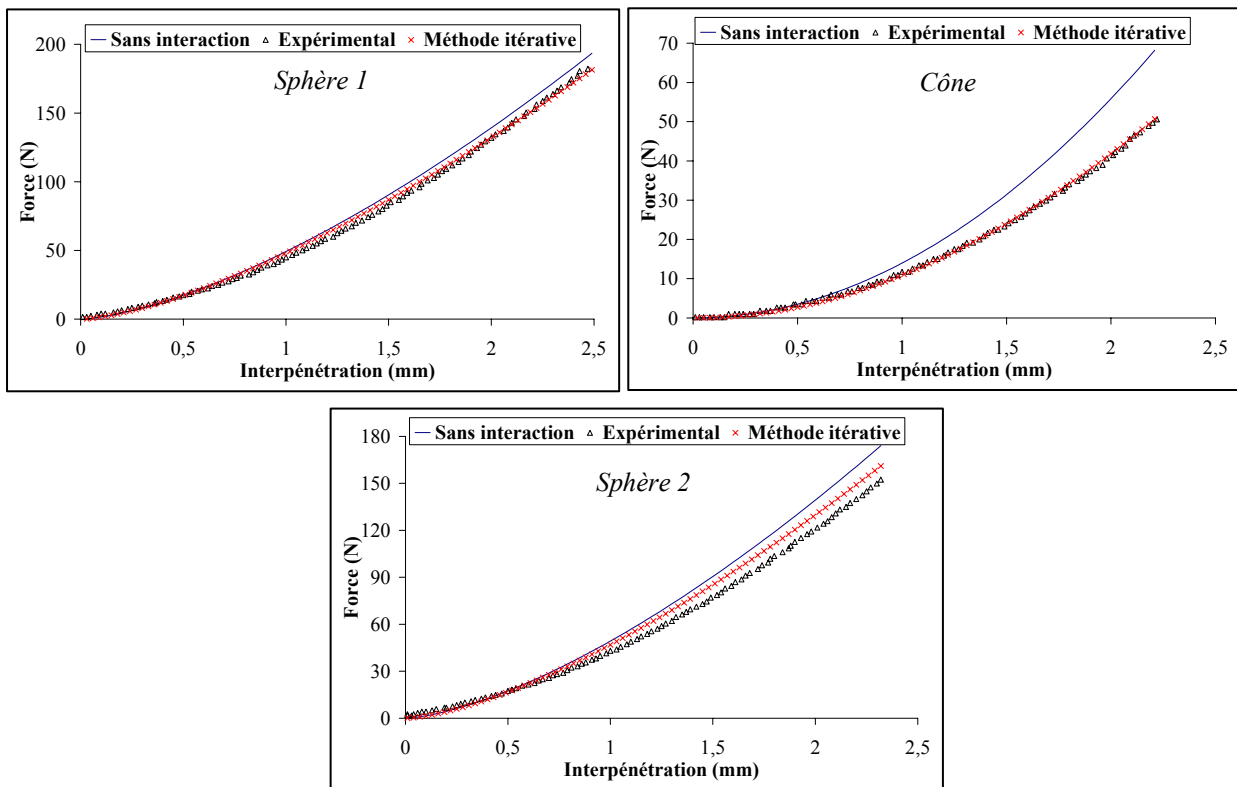 Sans interaction Expérimental Méthode itérative
Sphère 1
Force (N)
200
150
100
50
0
0 0,5 1 1,5 2 2,5
Interpénétration (mm)
Sans interaction Expérimental Méthode itérative
Cône
Force (N)
70
60
50
40
30
20
10
0
0 0,5 1 1,5 2 2,5
Interpénétration (mm)
Sans interaction Expérimental Méthode itérative
Sphère 2
Force (N)
180
150
120
90
60
30
0
0 0,5 1 1,5 2 2,5
Interpénétration (mm)